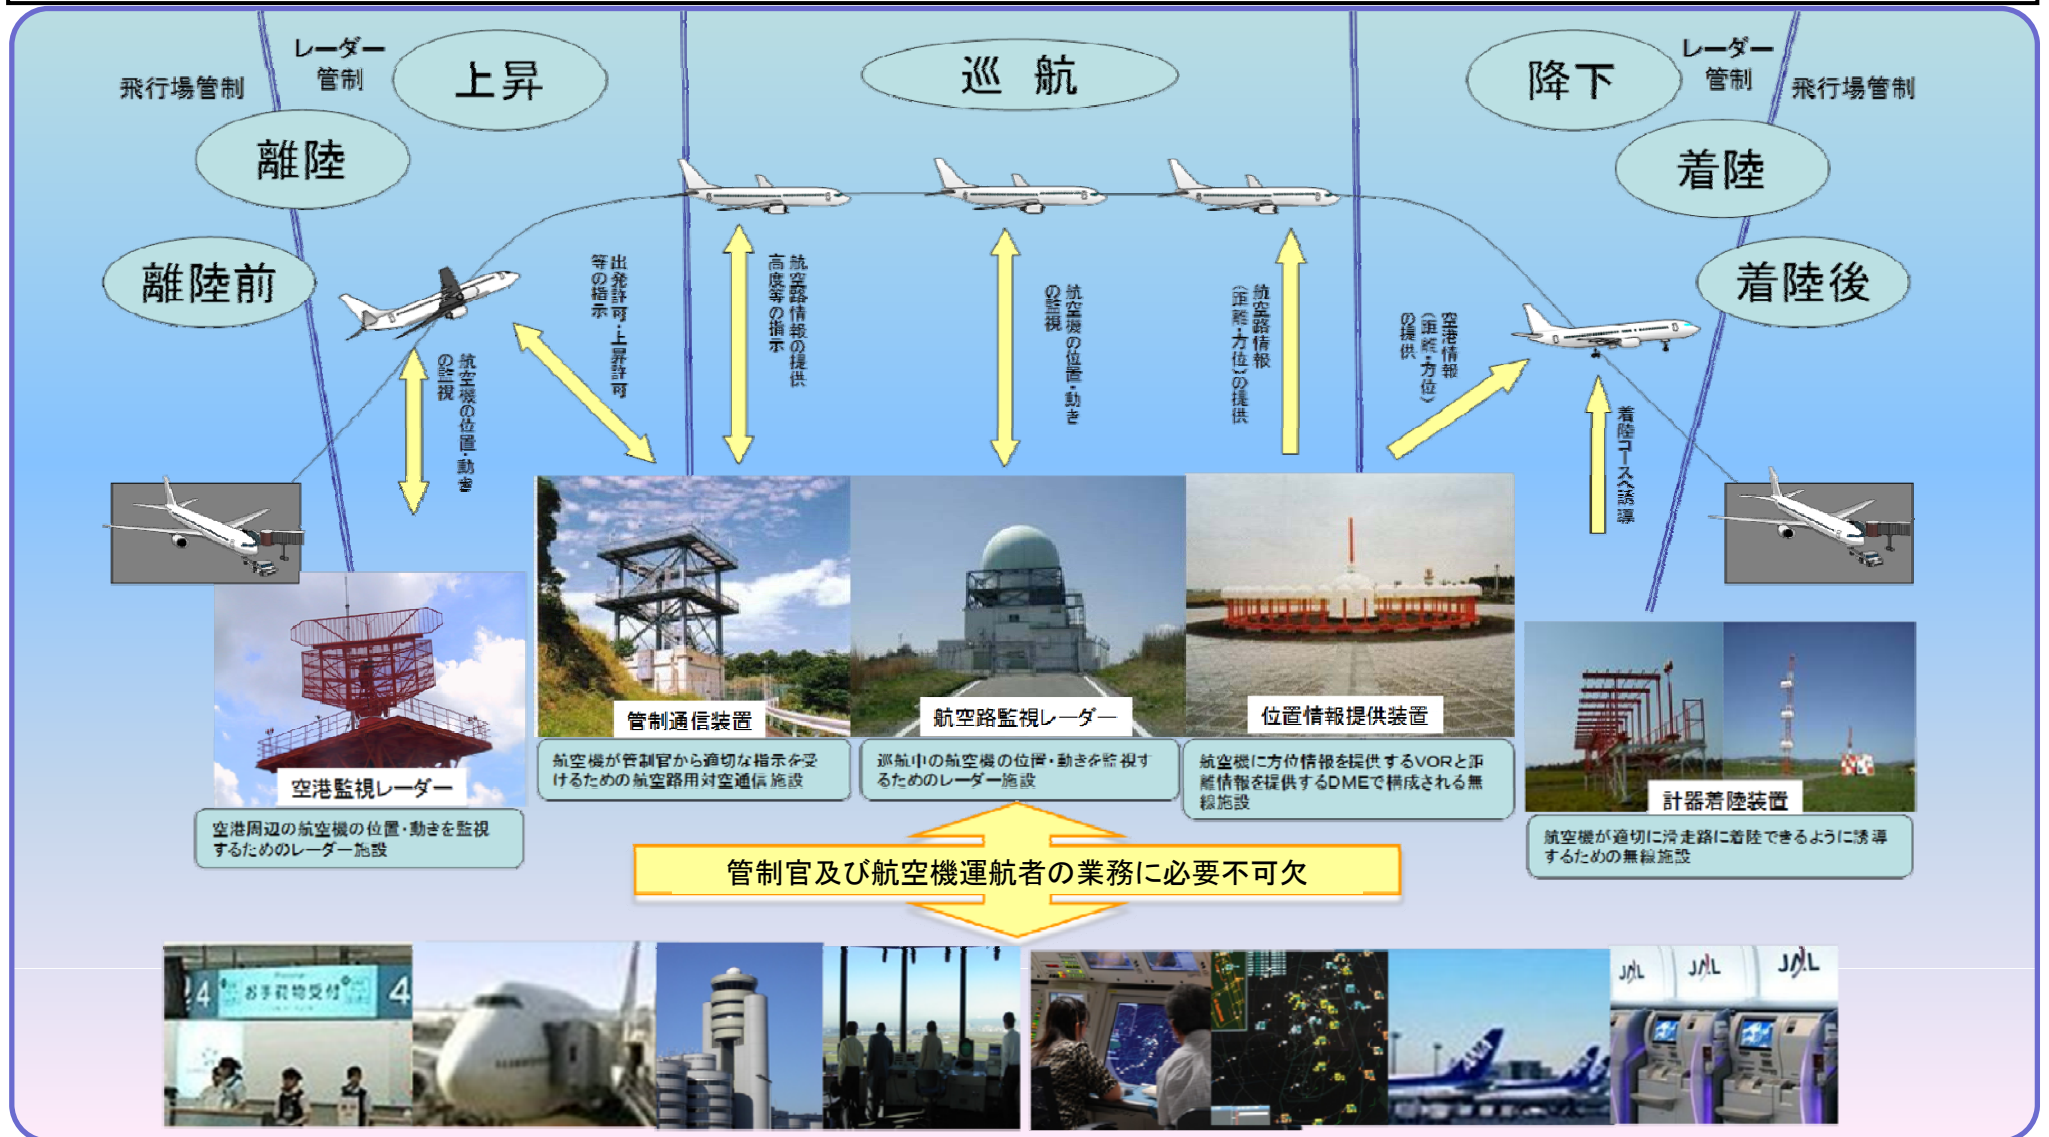 飛行場管制
レーダー
管制
上昇
巡 航
降下
レーダー
管制
飛行場管制
離陸
着陸
離陸前
着陸後
航空機の位置・動き
の監視
出発許可・上昇許可
等の指示
航空路情報の提供
高度等の指示
航空機の位置・動き
の監視
航空路情報
(距離・方位)の提供
空港情報
(距離・方位)
の提供
着陸コースへ誘導
空港監視レーダー
空港周辺の航空機の位置・動きを監視
するためのレーダー施設
管制通信装置
航空機が管制官から適切な指示を受
けるための航空路用対空通信施設
航空路監視レーダー
巡航中の航空機の位置・動きを監視す
るためのレーダー施設
位置情報提供装置
航空機に方位情報を提供するVORと距
離情報を提供するDMEで構成される無
線施設
計器着陸装置
航空機が適切に滑走路に着陸できるように誘導
するための無線施設
管制官及び航空機運航者の業務に必要不可欠
24
お手荷物受付
4
ANA
JAL
JAL
JAL